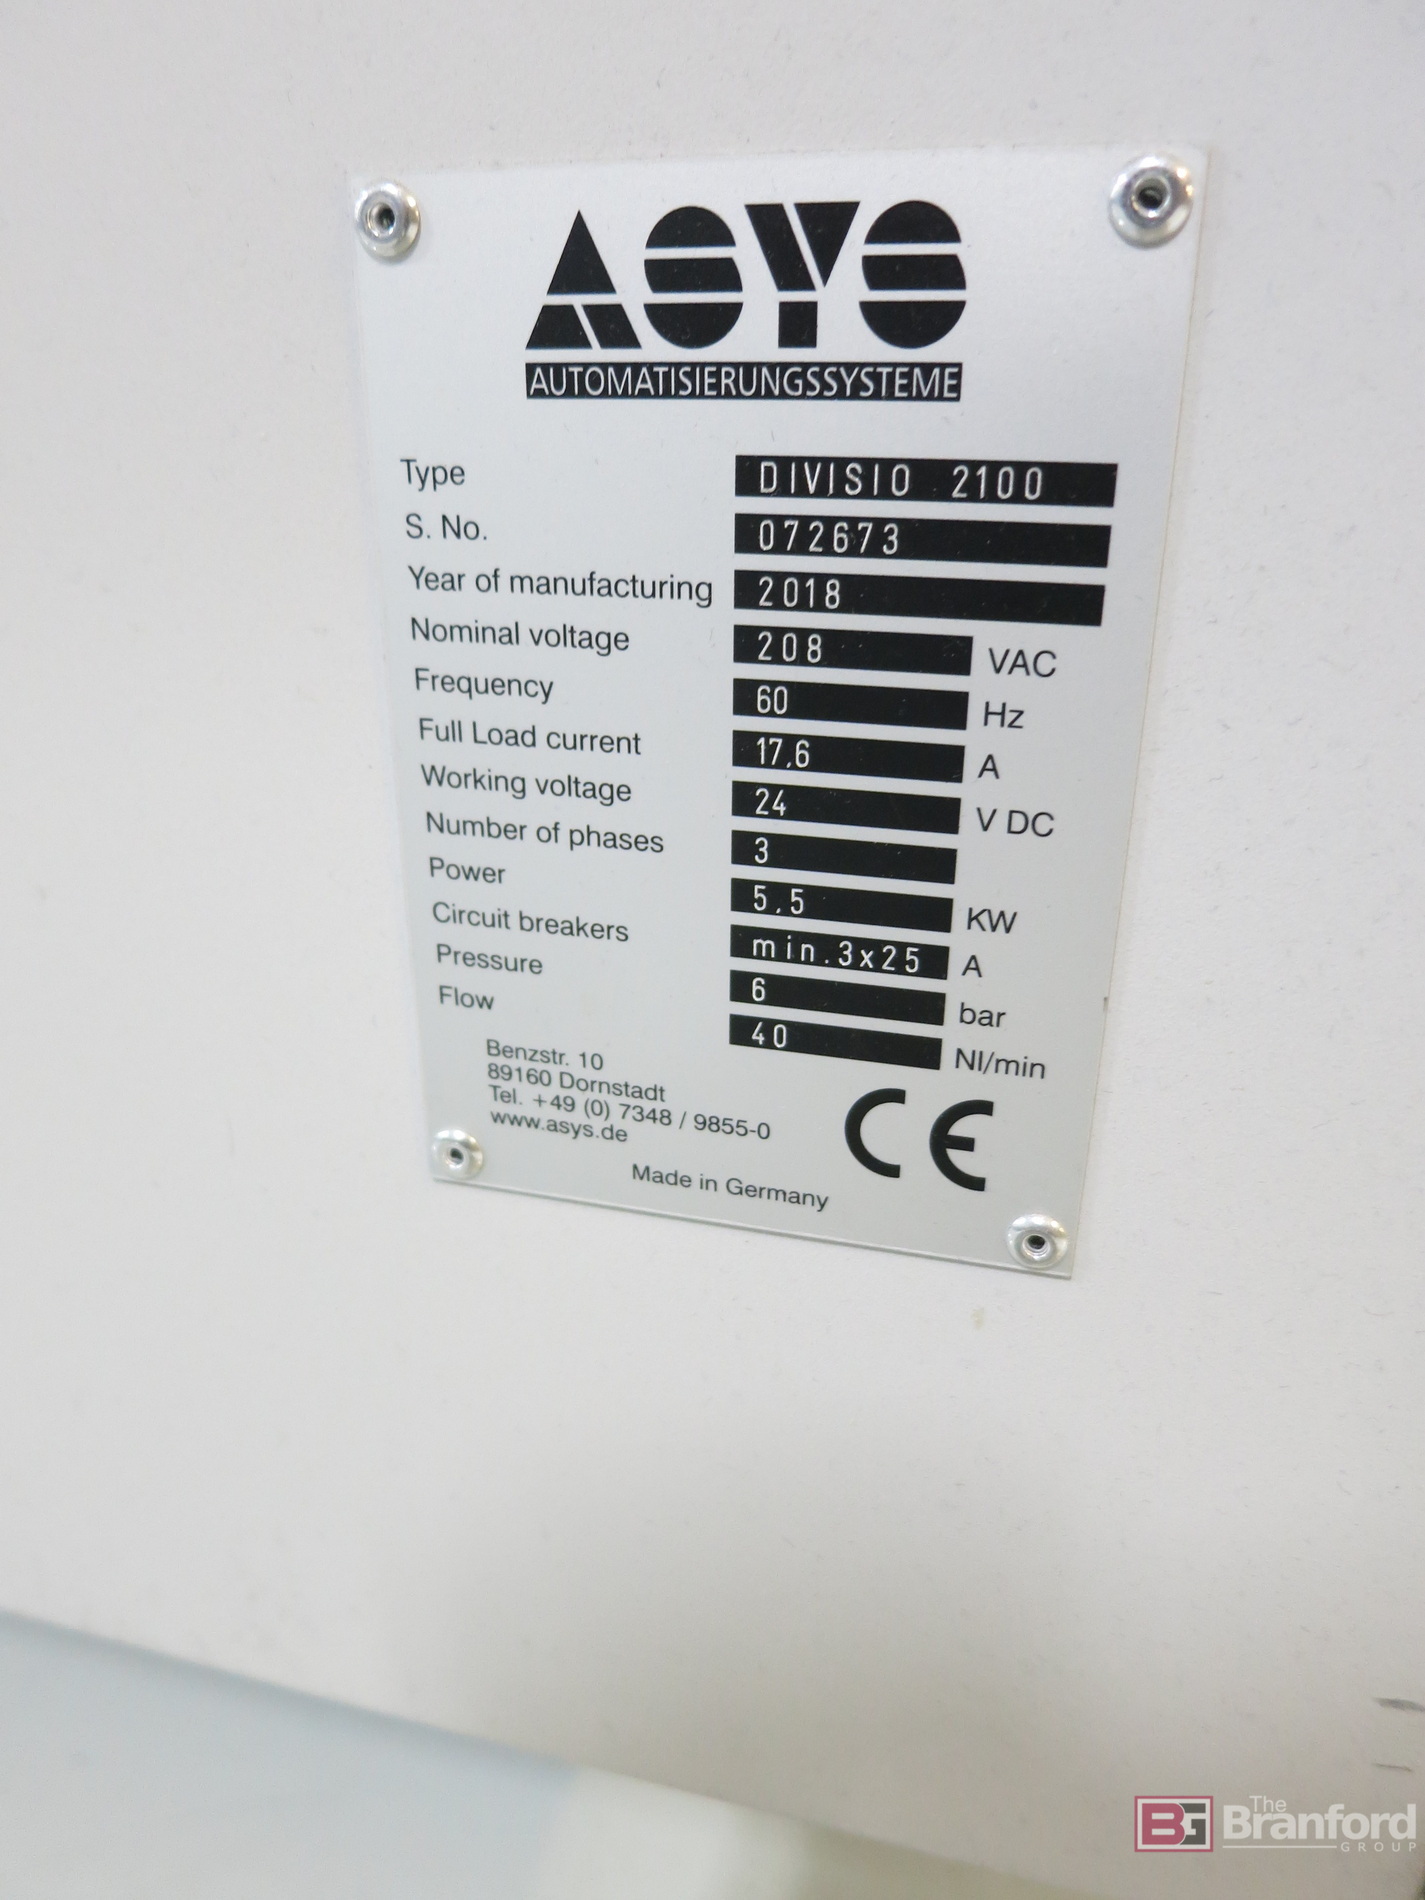 ASYS
AUTOMATISIERUNGSSYSTEME
Type DIVISIO 2100
S. No. 072673
Year of manufacturing 2018
Nominal voltage 208 VAC
Frequency 60 Hz
Full Load current 17,6 A
Working voltage 24 V DC
Number of phases 3
Power 5,5 KW
Circuit breakers min.3x25 A
Pressure 6 bar
Flow 40 Nl/min
Benzstr. 10
89160 Dornstadt
Tel. +49 (0) 7348 / 9855-0
www.asys.de
CE
Made in Germany
BG The
Branford
GROUP